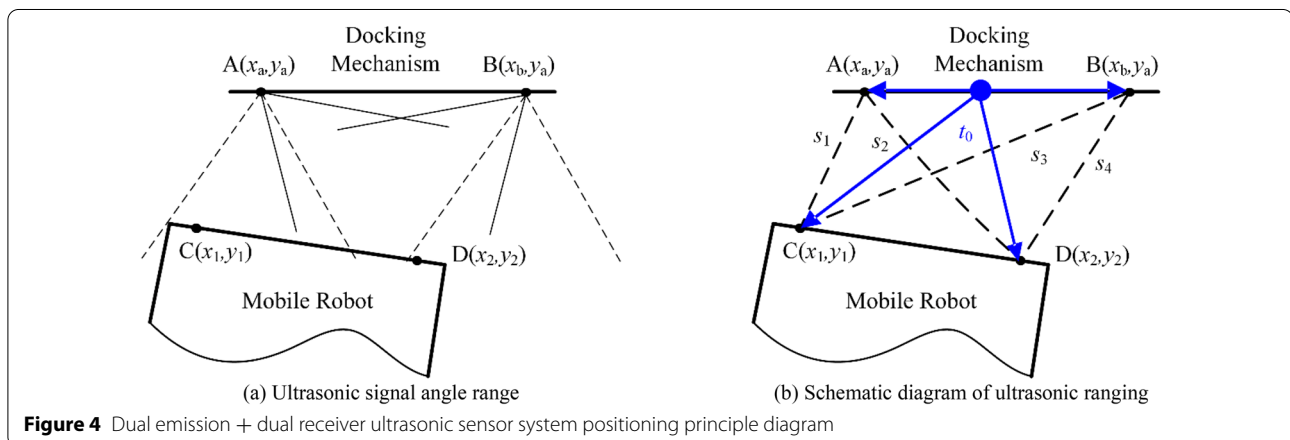 Docking
Mechanism
A(xa,ya)
B(xb,ya)
C(x1,y1)
D(x2,y2)
Mobile Robot
(a) Ultrasonic signal angle range
Docking
Mechanism
A(xa,ya)
B(xb,ya)
s1
s2
t0
s3
s4
C(x1,y1)
D(x2,y2)
Mobile Robot
(b) Schematic diagram of ultrasonic ranging
Figure 4 Dual emission + dual receiver ultrasonic sensor system positioning principle diagram